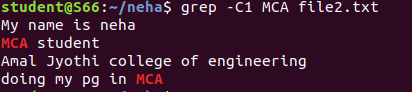 student@S66:~/neha$ grep -C1 MCA file2.txt
My name is neha
MCA student
Amal Jyothi college of engineering
doing my pg in MCA